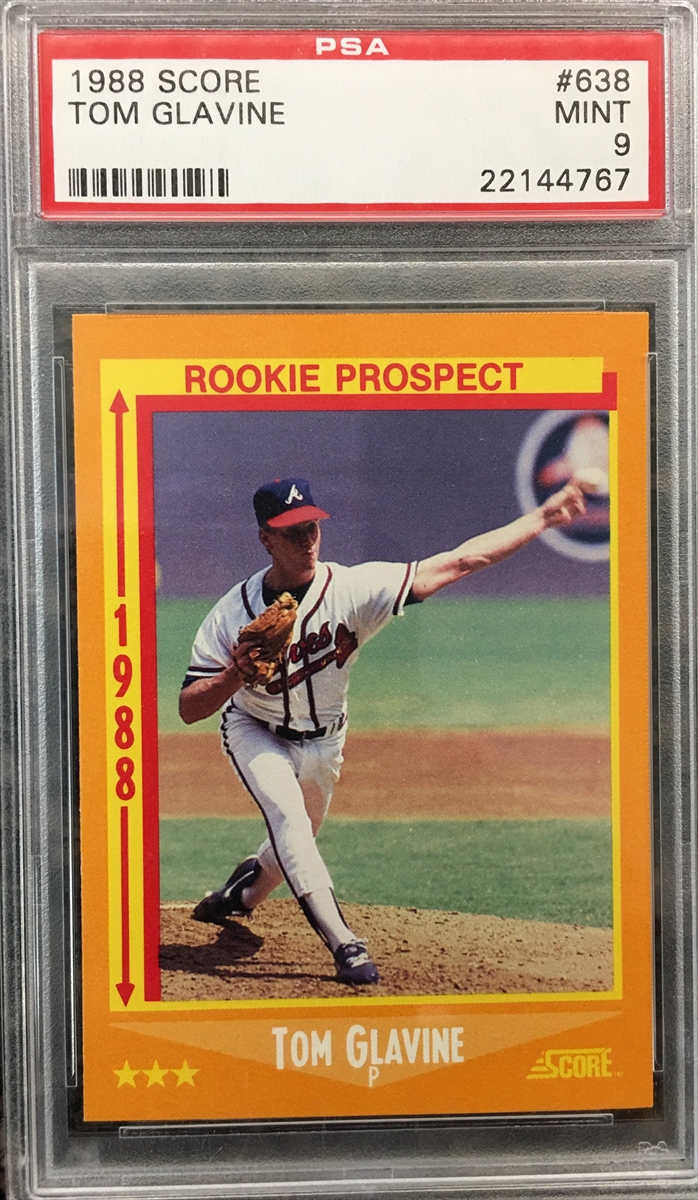 PSA
1988 SCORE #638
TOM GLAVINE MINT
9
22144767
ROOKIE PROSPECT
1988
A
TOM GLAVINE
P
SCORE